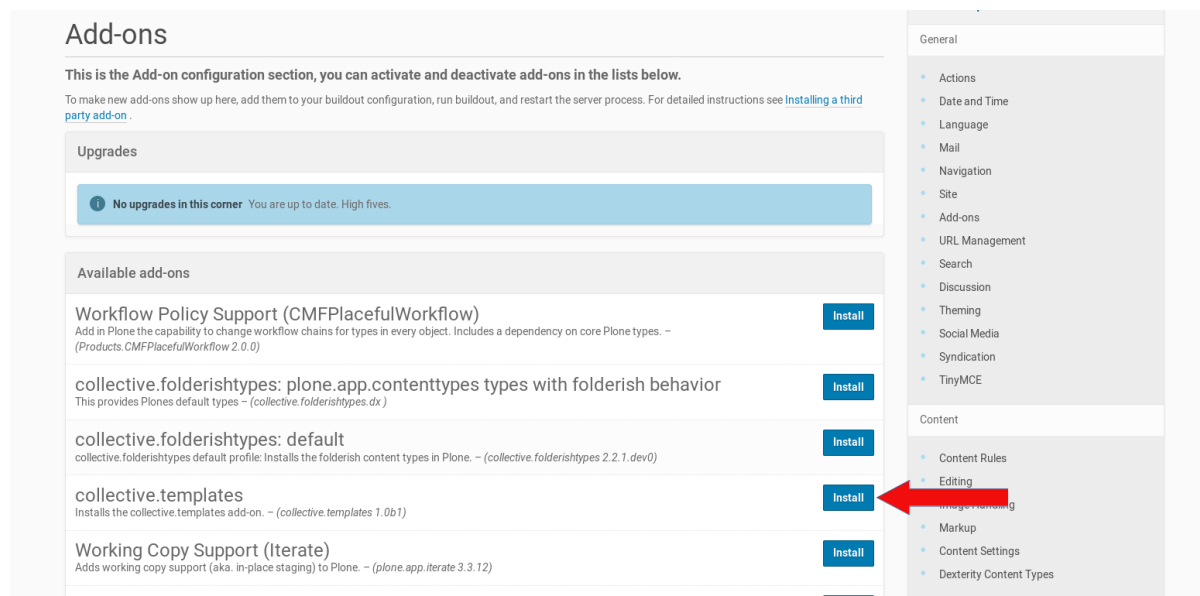 Add-ons
This is the Add-on configuration section, you can activate and deactivate add-ons in the lists below.
To make new add-ons show up here, add them to your buildout configuration, run buildout, and restart the server process. For detailed instructions see Installing a third
party add-on .
Upgrades
No upgrades in this corner You are up to date. High fives.
Available add-ons
Workflow Policy Support (CMFPlacefulWorkflow)
Add in Plone the capability to change workflow chains for types in every object. Includes a dependency on core Plone types. –
(Products.CMFPlacefulWorkflow 2.0.0)
Install
collective.folderishtypes: plone.app.contenttypes types with folderish behavior
This provides Plones default types – (collective.folderishtypes.dx )
Install
collective.folderishtypes: default
collective.folderishtypes default profile: Installs the folderish content types in Plone. – (collective.folderishtypes 2.2.1.dev0)
Install
collective.templates
Installs the collective.templates add-on. – (collective.templates 1.0b1)
Install
Working Copy Support (Iterate)
Adds working copy support (aka. in-place staging) to Plone. – (plone.app.iterate 3.3.12)
Install
General
Actions
Date and Time
Language
Mail
Navigation
Site
Add-ons
URL Management
Search
Discussion
Theming
Social Media
Syndication
TinyMCE
Content
Content Rules
Editing
Image Handling
Markup
Content Settings
Dexterity Content Types